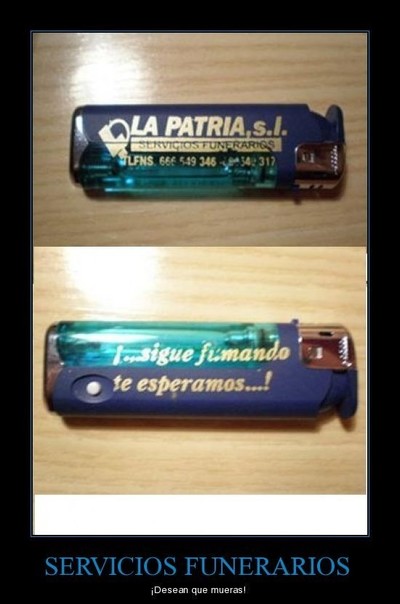 LA PATRIA,s.l.
SERVICIOS FUNERARIOS
TLFNS. 666 549 346
¡...sigue fumando
te esperamos...!
SERVICIOS FUNERARIOS
¡Desean que mueras!